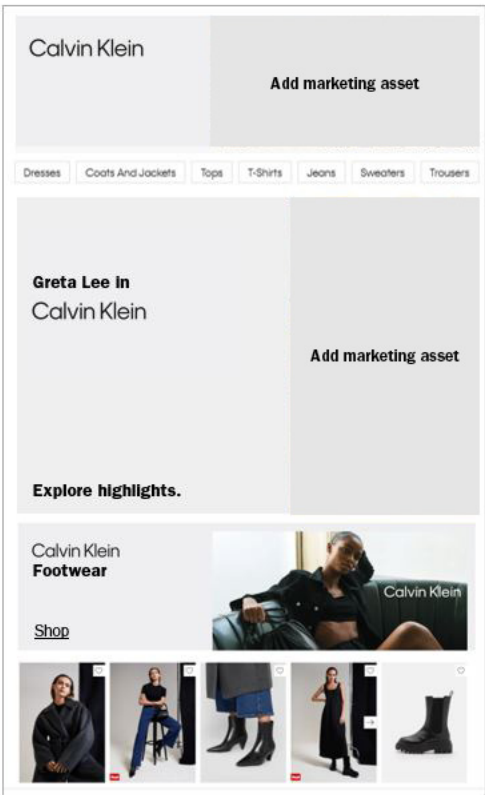 Calvin Klein
Add marketing asset
Dresses
Coats And Jackets
Tops
T-Shirts
Jeans
Sweaters
Trousers
Greta Lee in
Calvin Klein
Add marketing asset
Explore highlights.
Calvin Klein
Footwear
Shop
Calvin Klein